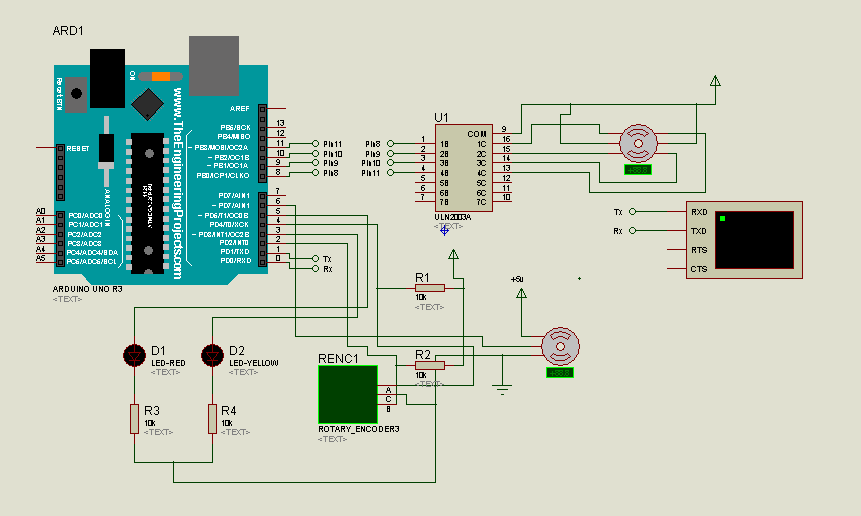 ARD1
ON
Reset BTN
www.TheEngineeringProjects.com
ANALOG IN
RESET
AREF
PB5/SCK 13
PB4/MISO 12
PB3/MOSI/OC2A 11
~ PB2/OC1B 10
~ PB1/OC1A 9
PB0/ICP1/CLKO 8
PD7/AIN1 7
~ PD6/T1/OC0B 5
PD4/T0/XCK 4
~ PD3/INT1/OC2B 3
PD2/INT0 2
PD1/TXD 1
PD0/RXD 0
A0 PC0/ADC0
A1 PC1/ADC1
A2 PC2/ADC2
A3 PC3/ADC3
A4 PC4/ADC4/SDA
A5 PC5/ADC5/SCL
ARDUINO UNO R3
<TEXT>
Pin11
Pin10
Pin9
Pin8
Tx
Rx
U1
Pin8 1 1B
Pin9 2 2B
Pin10 3 3B
Pin11 4 4B
5 5B
6 6B
7 7B
COM 9
1C 16
2C 15
3C 14
4C 13
5C 12
6C 11
7C 10
ULN2003A
<TEXT>
Tx RXD
Rx TXD
RTS
CTS
R1
10k
<TEXT>
+5v
D1
LED-RED
<TEXT>
D2
LED-YELLOW
<TEXT>
RENC1
A
C
B
ROTARY_ENCODER3
<TEXT>
R2
10k
<TEXT>
R3
10k
<TEXT>
R4
10k
<TEXT>